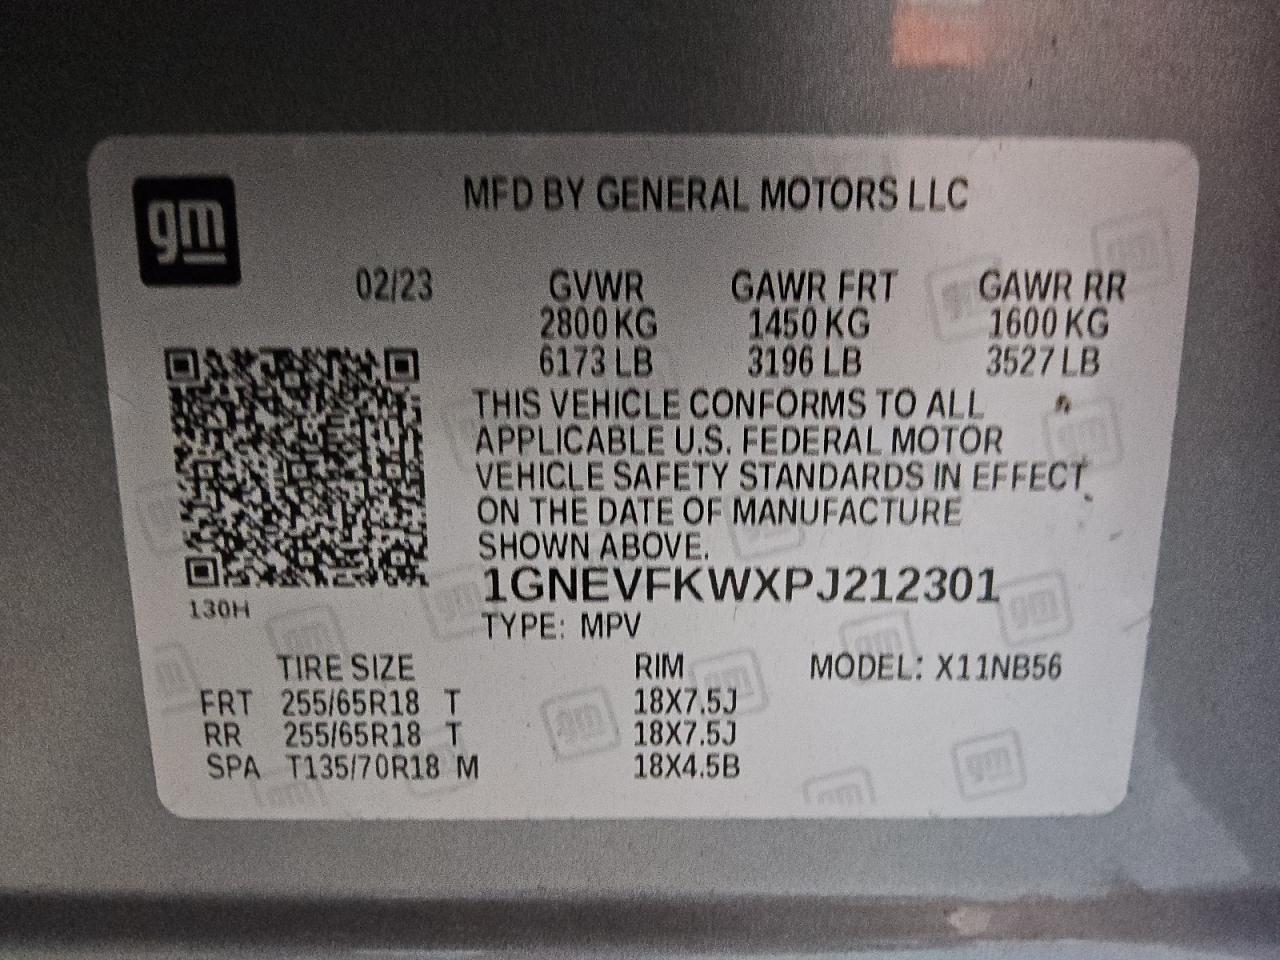 gm
MFD BY GENERAL MOTORS LLC
02/23 GVWR GAWR FRT GAWR RR
2800 KG 1450 KG 1600 KG
6173 LB 3196 LB 3527 LB
THIS VEHICLE CONFORMS TO ALL
APPLICABLE U.S. FEDERAL MOTOR
VEHICLE SAFETY STANDARDS IN EFFECT
ON THE DATE OF MANUFACTURE
SHOWN ABOVE.
1GNEVFKWXPJ212301
130H
TYPE: MPV
TIRE SIZE RIM MODEL: X11NB56
FRT 255/65R18 T 18X7.5J
RR 255/65R18 T 18X7.5J
SPA T135/70R18 M 18X4.5B